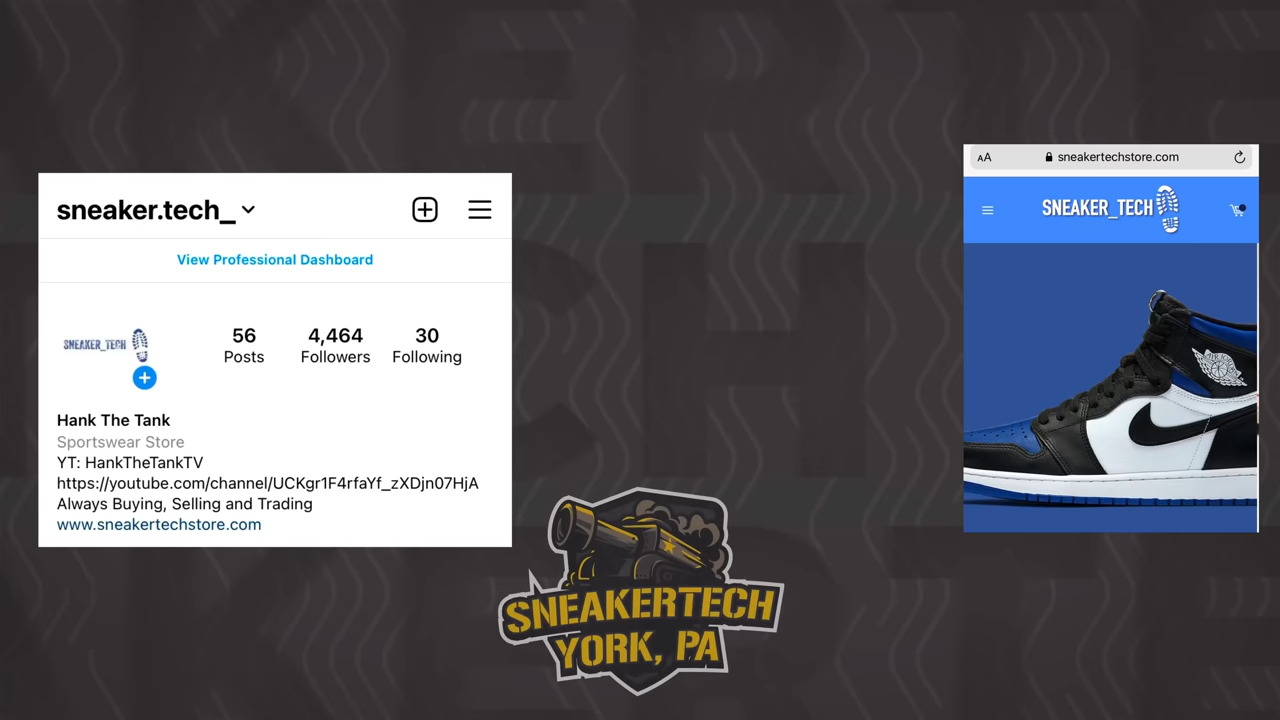 sneaker.tech_
View Professional Dashboard
SNEAKER_TECH
56
4,464
30
Posts
Followers
Following
Hank The Tank
Sportswear Store
YT: HankTheTankTV
https://youtube.com/channel/UCKgr1F4rfaYf_zXDjn07HjA
Always Buying, Selling and Trading
www.sneakertechstore.com
AA
sneakertechstore.com
SNEAKER_TECH
SNEAKERTECH
YORK, PA